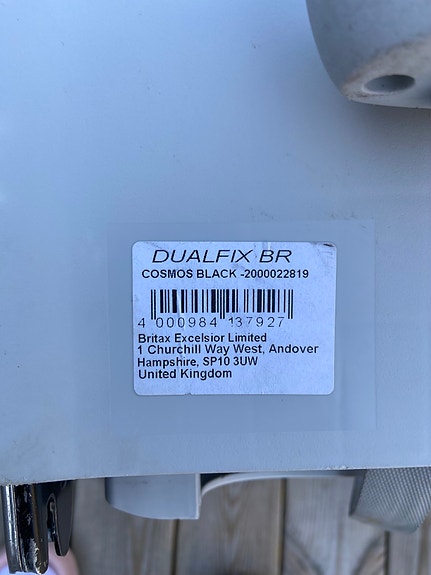 DUALFIX BR
COSMOS BLACK -2000022819
4 000984 137927
Britax Excelsior Limited
1 Churchill Way West, Andover
Hampshire, SP10 3UW
United Kingdom